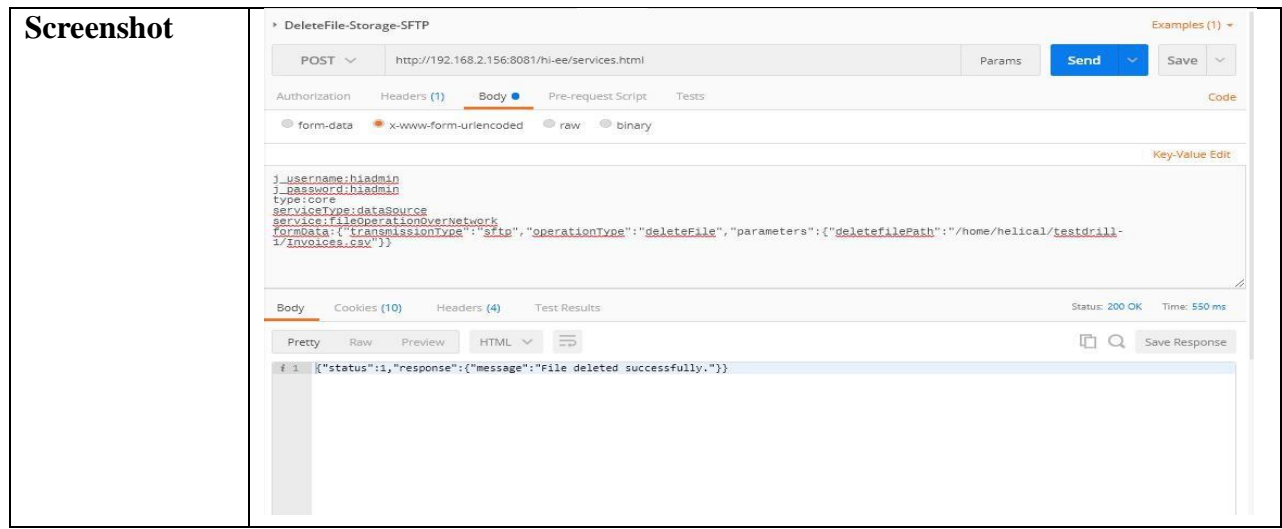 Screenshot
DeleteFile-Storage-SFTP
Examples (1)
POST
http://192.168.2.156:8081/hi-ee/services.html
Params
Send
Save
Authorization
Headers (1)
Body
Pre-request Script
Tests
Code
form-data
x-www-form-urlencoded
raw
binary
Key-Value Edit
j_username:hiadmin
j_password:hiadmin
type:core
serviceType:dataSource
service:fileOperationOverNetwork
formData:{"transmissionType":"sftp","operationType":"deleteFile","parameters":{"deletefilePath":"/home/helical/testdrill-
1/Invoices.csv"}}
Body
Cookies (10)
Headers (4)
Test Results
Status: 200 OK
Time: 550 ms
Pretty
Raw
Preview
HTML
Save Response
i 1
{"status":1,"response":{"message":"File deleted successfully."}}